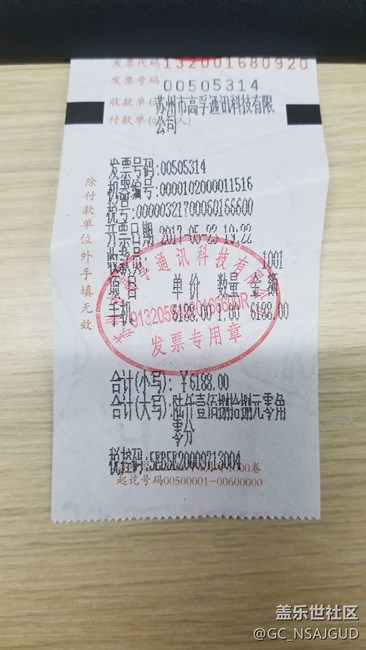 发票代码132001680920
发票号码 00505314
收款单位 苏州市高孚通讯科技有限公司
付款单位(人)
发票号码:00505314
机器编号:0000102000011516
税号:00000321700060166600
开票日期:2017-05-23 19:22
收款员: 1001
项目 单价 数量 金额
手机 6188.00 1.00 6188.00
孚通讯科技有
发票专用章
合计(小写): ¥6188.00
合计(大写):陆仟壹佰捌拾捌元零角
零分
税控码:
起讫号码00500001-00600000
除付款单位外手填无效
盖乐世社区
@GC_NSAJGUD